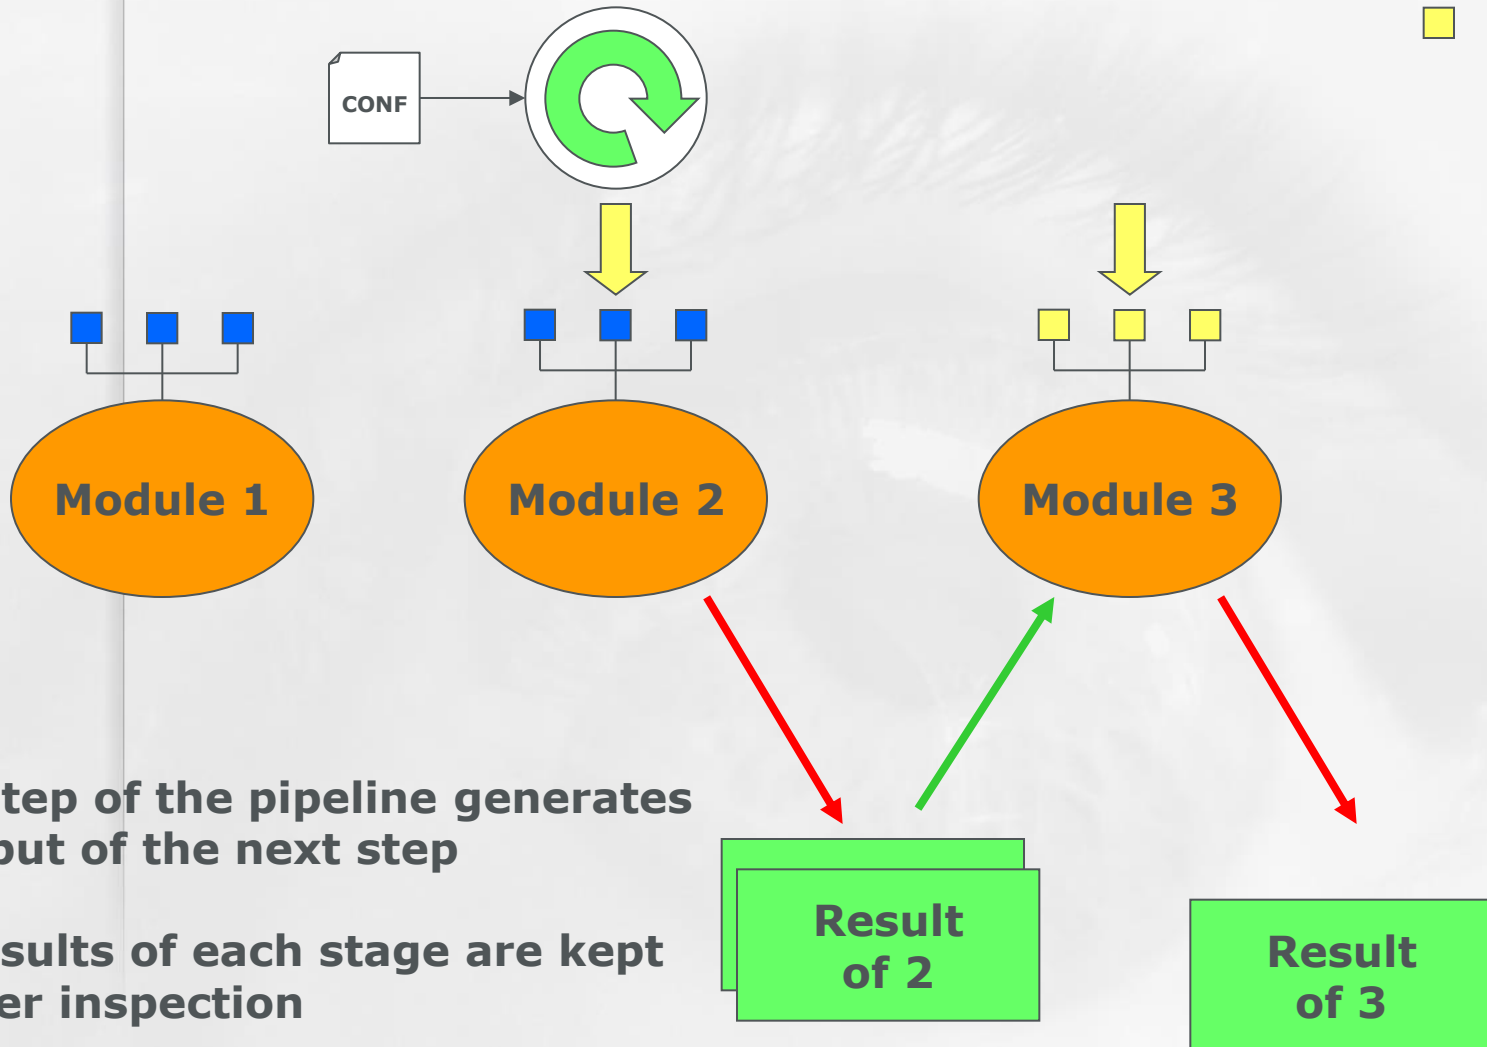 CONF
Module 1
Module 2
Module 3
tep of the pipeline generates
put of the next step
sults of each stage are kept
er inspection
Result
of 2
Result
of 3